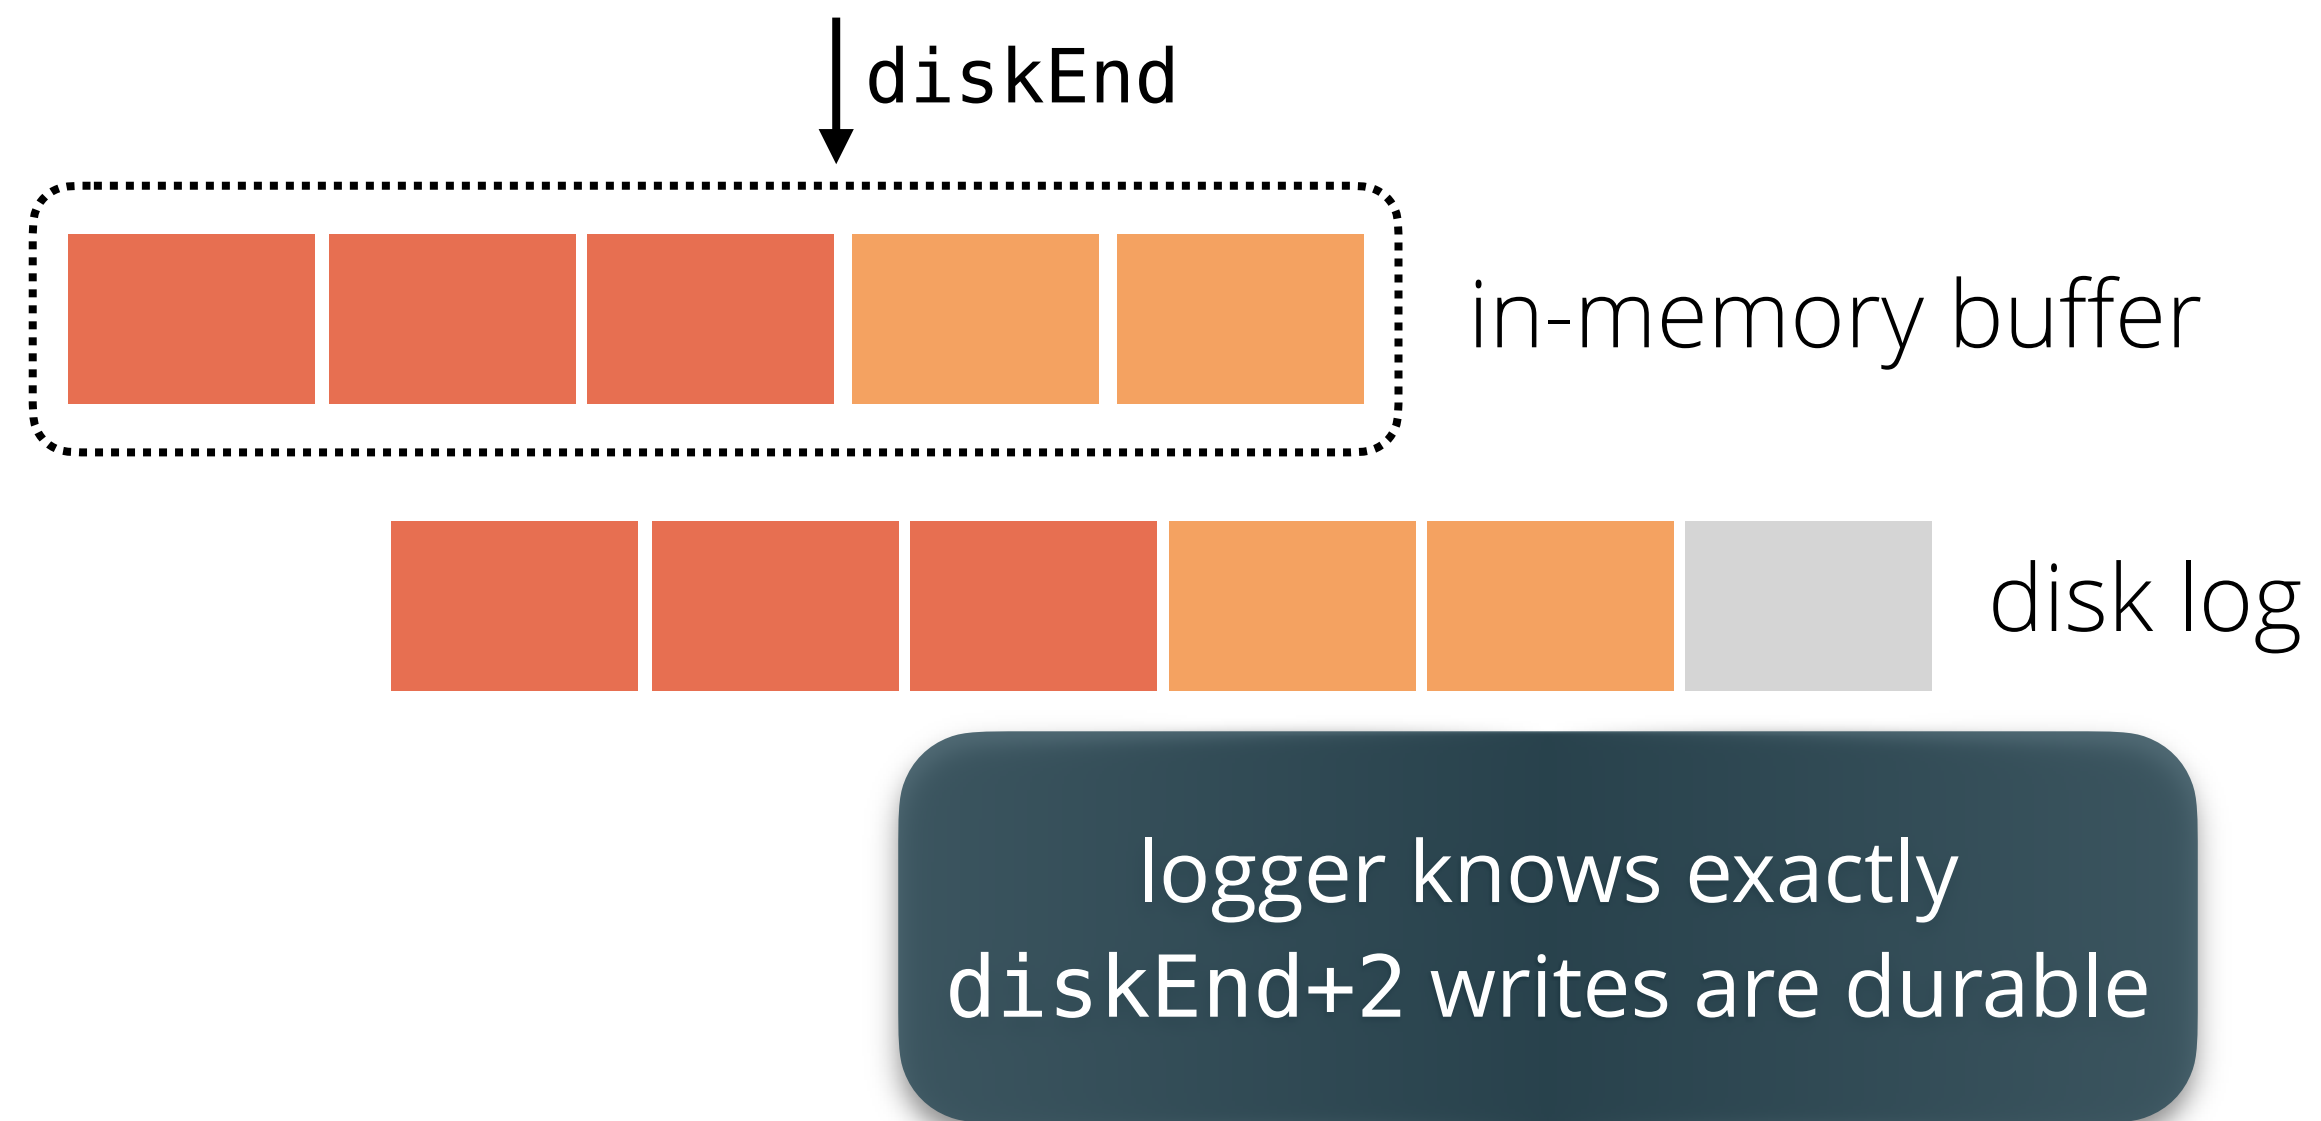 diskEnd
in-memory buffer
disk log
logger knows exactly
diskEnd+2 writes are durable